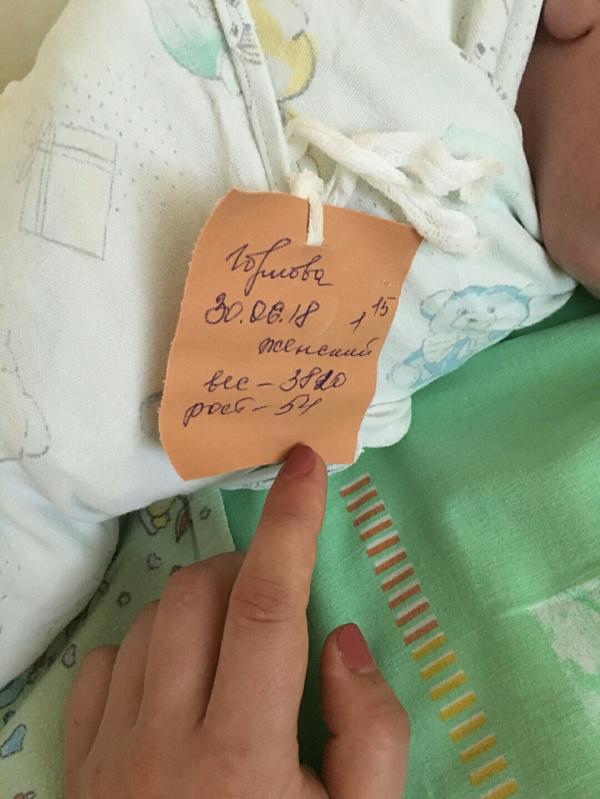 30.06.18 1 15
женский
вес - 3820
рост - 54